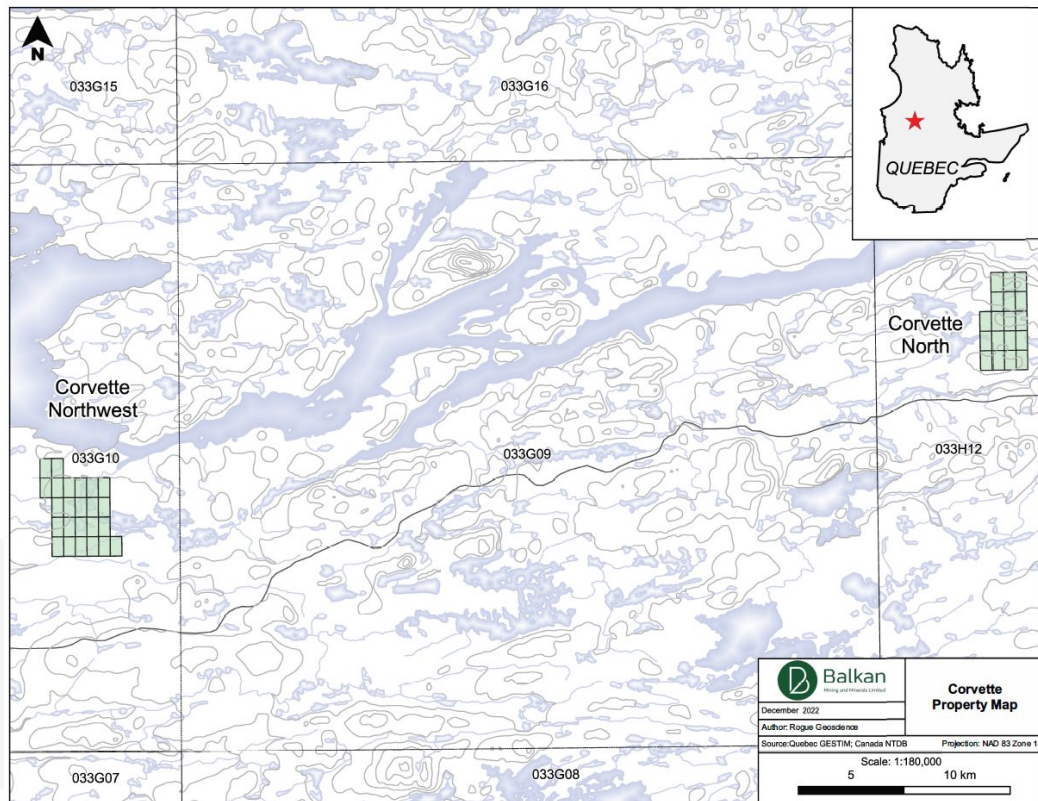 N
033G15
033G16
QUEBEC
Corvette
North
Corvette
Northwest
033G10
033G09
033H12
Balkan
Mining and Minerals Limited
Corvette
Property Map
December 2022
Author: Rogue Geoscience
Source:Quebec GESTIM; Canada NTDB
Projection: NAD 83 Zone 1
Scale: 1:180,000
5
10 km
033G07
033G08